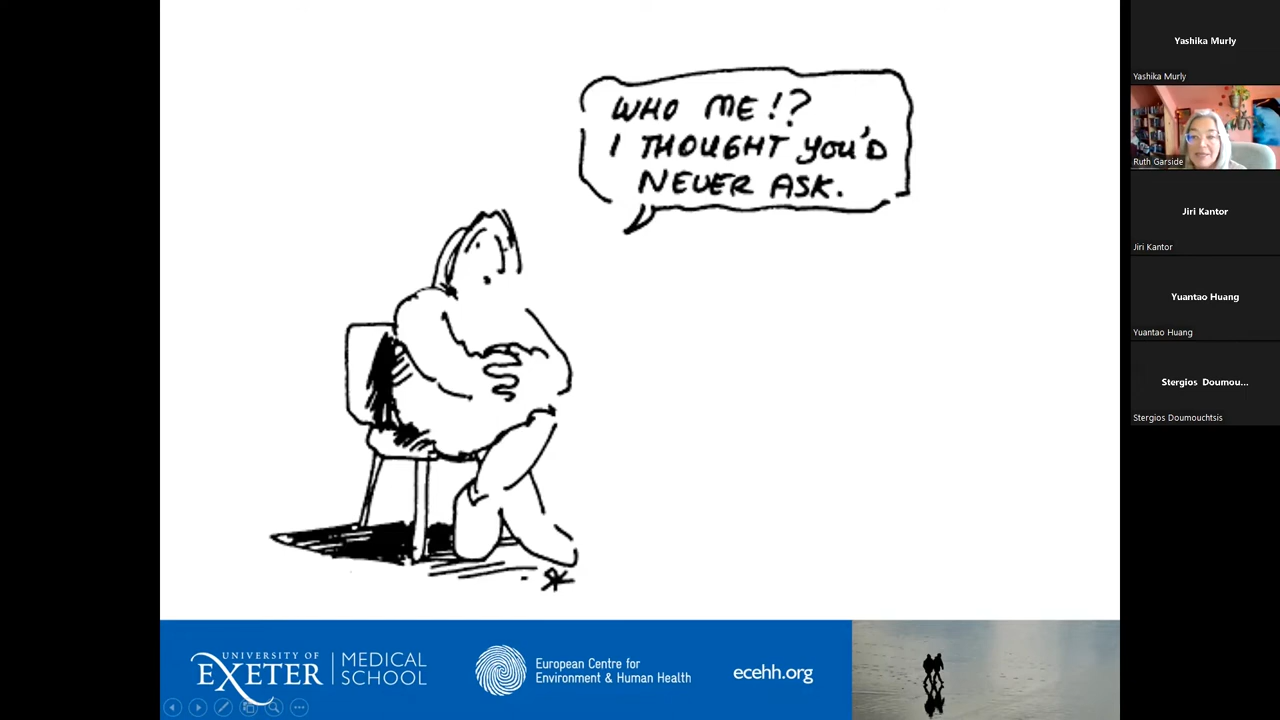 WHO ME!?
I THOUGHT YOU'D
NEVER ASK.
UNIVERSITY OF
EXETER
MEDICAL
SCHOOL
European Centre for
Environment & Human Health
ecehh.org
Yashika Murly
Yashika Murly
Ruth Garside
Jiri Kantor
Jiri Kantor
Yuantao Huang
Yuantao Huang
Stergios Doumou...
Stergios Doumouchtsis